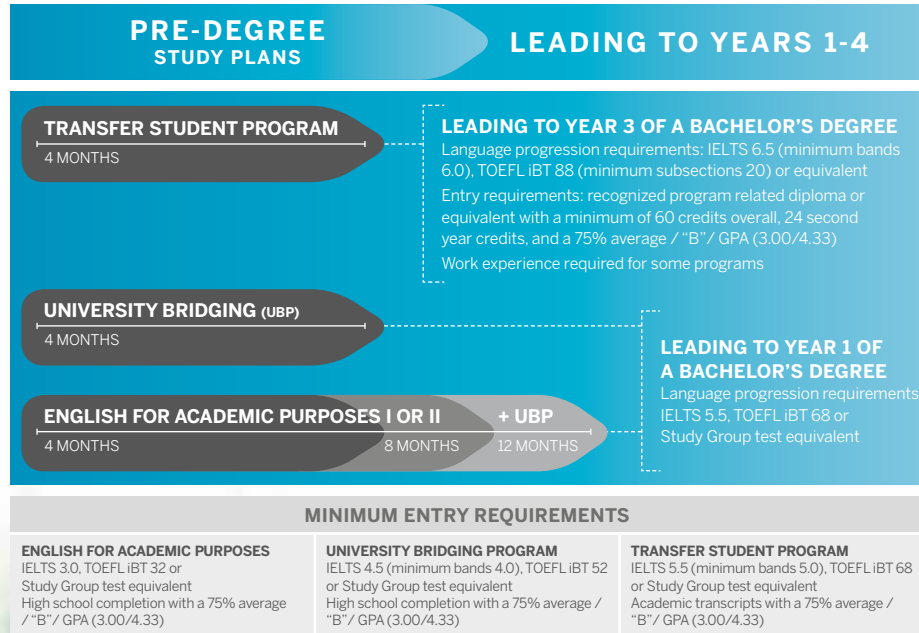 PRE-DEGREE
STUDY PLANS
LEADING TO YEARS 1-4
TRANSFER STUDENT PROGRAM
4 MONTHS
LEADING TO YEAR 3 OF A BACHELOR'S DEGREE
Language progression requirements: IELTS 6.5 (minimum bands
6.0), TOEFL iBT 88 (minimum subsections 20) or equivalent
Entry requirements: recognized program related diploma or
equivalent with a minimum of 60 credits overall, 24 second
year credits, and a 75% average / “B”/ GPA (3.00/4.33)
Work experience required for some programs
UNIVERSITY BRIDGING (UBP)
4 MONTHS
LEADING TO YEAR 1 OF
A BACHELOR'S DEGREE
Language progression requirements
IELTS 5.5, TOEFL iBT 68 or
Study Group test equivalent
ENGLISH FOR ACADEMIC PURPOSES I OR II + UBP
4 MONTHS 8 MONTHS 12 MONTHS
MINIMUM ENTRY REQUIREMENTS
ENGLISH FOR ACADEMIC PURPOSES
IELTS 3.0, TOEFL iBT 32 or
Study Group test equivalent
High school completion with a 75% average
/ “B”/ GPA (3.00/4.33)
UNIVERSITY BRIDGING PROGRAM
IELTS 4.5 (minimum bands 4.0), TOEFL iBT 52
or Study Group test equivalent
High school completion with a 75% average /
“B”/ GPA (3.00/4.33)
TRANSFER STUDENT PROGRAM
IELTS 5.5 (minimum bands 5.0), TOEFL iBT 68
or Study Group test equivalent
Academic transcripts with a 75% average /
“B”/ GPA (3.00/4.33)